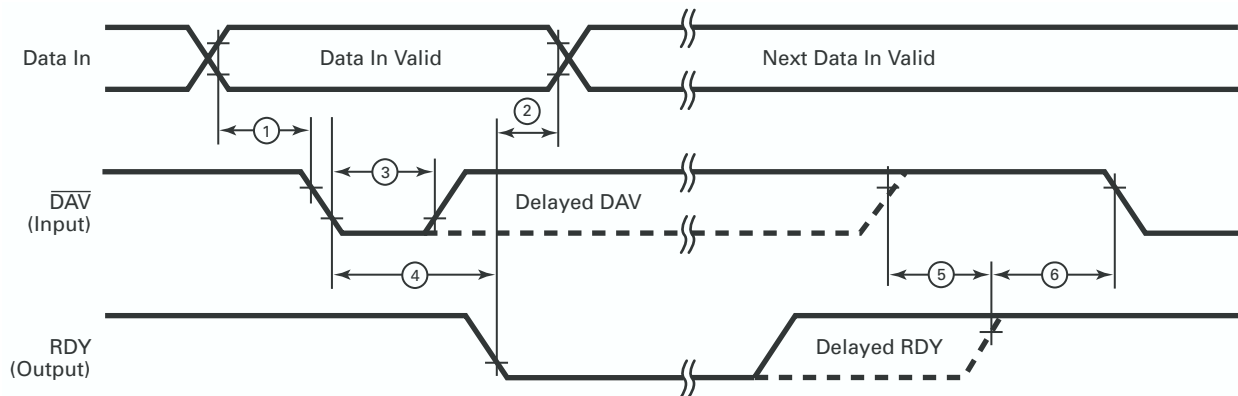 Data In
Data In Valid
Next Data In Valid
1
2
3
DAV
(Input)
Delayed DAV
4
5
6
RDY
(Output)
Delayed RDY